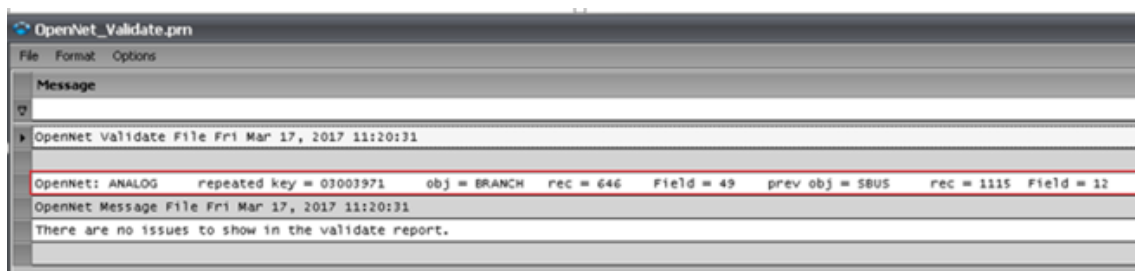 OpenNet_Validate.prn
File Format Options
Message
OpenNet Validate File Fri Mar 17, 2017 11:20:31
OpenNet: ANALOG repeated key = 03003971 obj = BRANCH rec = 646 Field = 49 prev obj = SBUS rec = 1115 Field = 12
OpenNet Message File Fri Mar 17, 2017 11:20:31
There are no issues to show in the validate report.